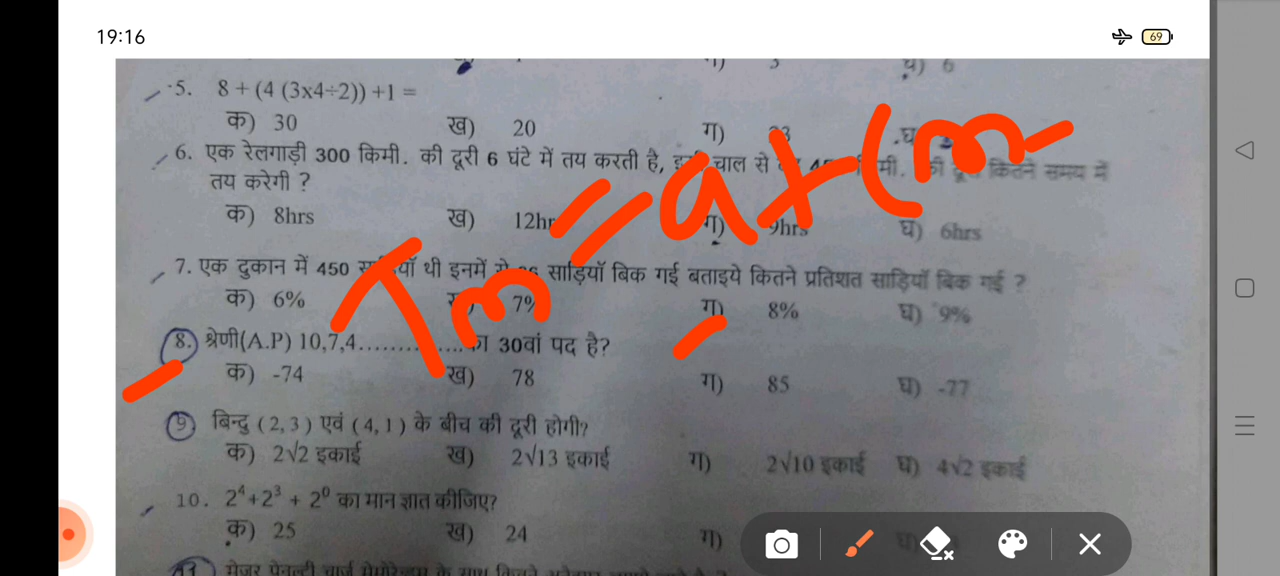 19:16
69
5. 8 + (4 (3x4÷2)) +1 =
क) 30 ख) 20 ग)
6. एक रेलगाड़ी 300 किमी. की दूरी 6 घंटे में तय करती है, चाल से कितने समय में
तय करेगी ?
क) 8hrs ख) 12hr ग) 9hrs घ) 6hrs
7. एक दुकान में 450 थी इनमें साड़ियाँ बिक गई बताइये कितने प्रतिशत साड़ियाँ बिक गई ?
क) 6% 7% ग) 8% घ) 9%
8. श्रेणी(A.P) 10,7,4.............. का 30वां पद है?
क) -74 ख) 78 ग) 85 घ) -77
9) बिन्दु (2,3) एवं (4,1) के बीच की दूरी होगी?
क) 2√2 इकाई ख) 2√13 इकाई ग) 2√10 इकाई घ) 4√2 इकाई
10. 2⁴+2³ + 2⁰ का मान ज्ञात कीजिए?
क) 25 ख) 24 ग)
Tm = a + (m -